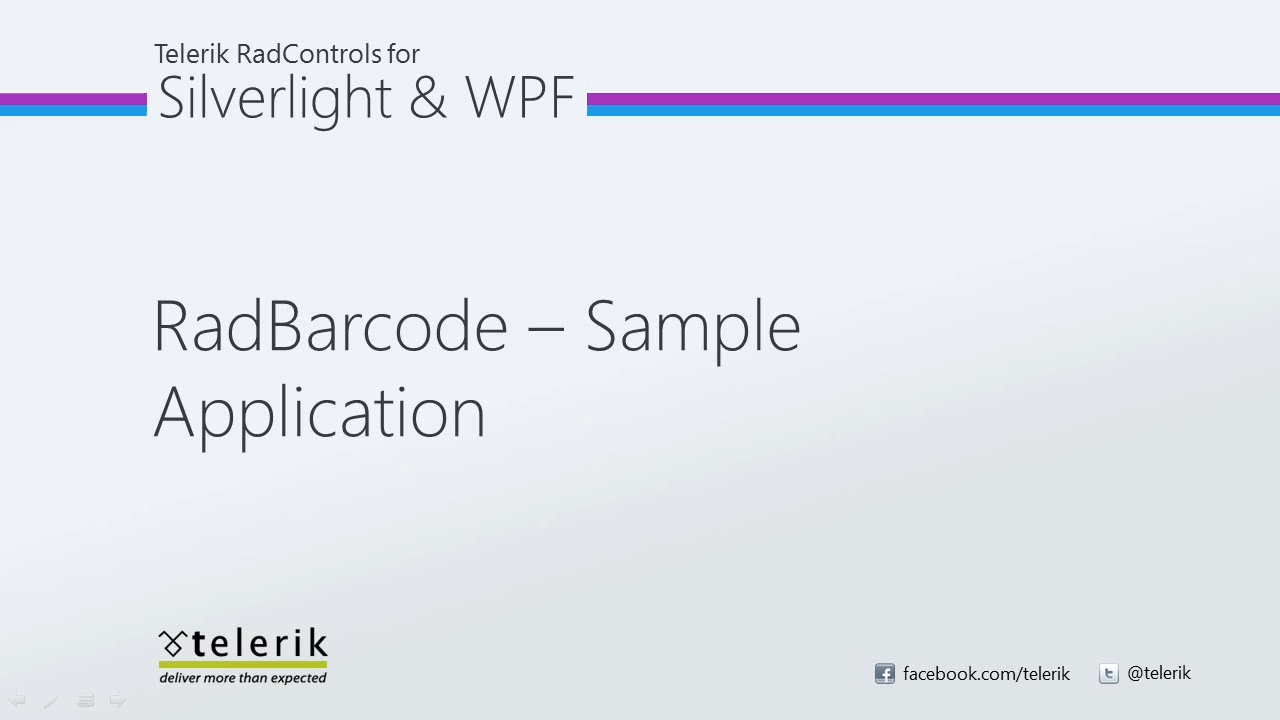 Telerik RadControls for
Silverlight & WPF
RadBarcode – Sample
Application
telerik
deliver more than expected
facebook.com/telerik
@telerik